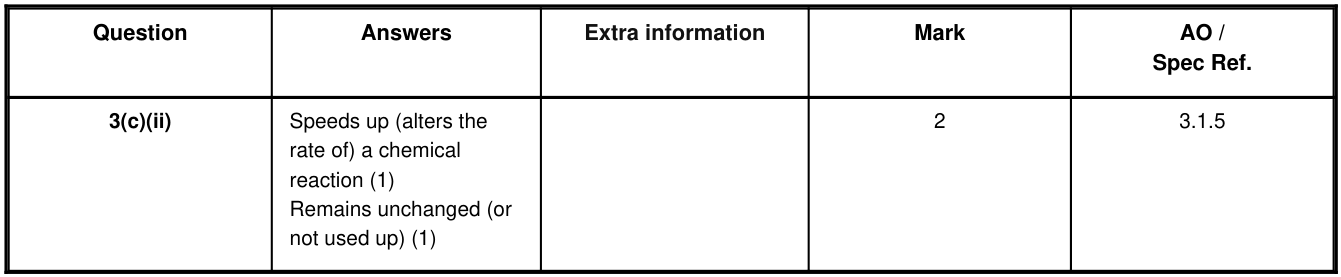 Question Answers Extra information Mark AO /
Spec Ref.
3(c)(ii) Speeds up (alters the 2 3.1.5
rate of) a chemical
reaction (1)
Remains unchanged (or
not used up) (1)